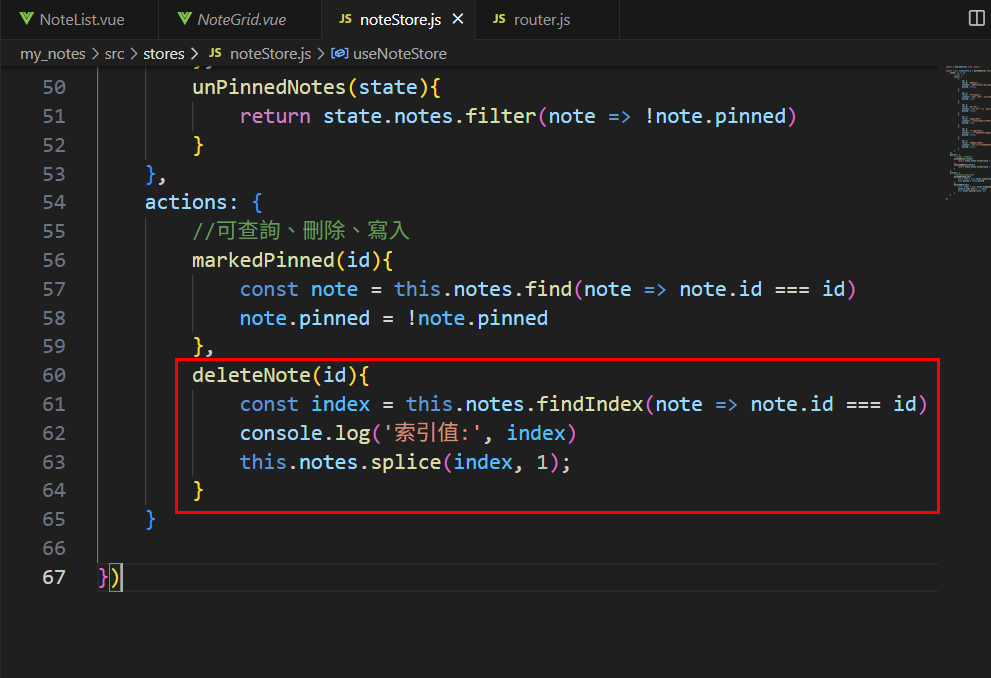 NoteList.vue NoteGrid.vue JS noteStore.js × JS router.js
my_notes > src > stores > JS noteStore.js > useNoteStore
50 unPinnedNotes(state){
51 return state.notes.filter(note => !note.pinned)
52 }
53 },
54 actions: {
55 //可查詢、刪除、寫入
56 markedPinned(id){
57 const note = this.notes.find(note => note.id === id)
58 note.pinned = !note.pinned
59 },
60 deleteNote(id){
61 const index = this.notes.findIndex(note => note.id === id)
62 console.log('索引值:', index)
63 this.notes.splice(index, 1);
64 }
65 }
66
67 })